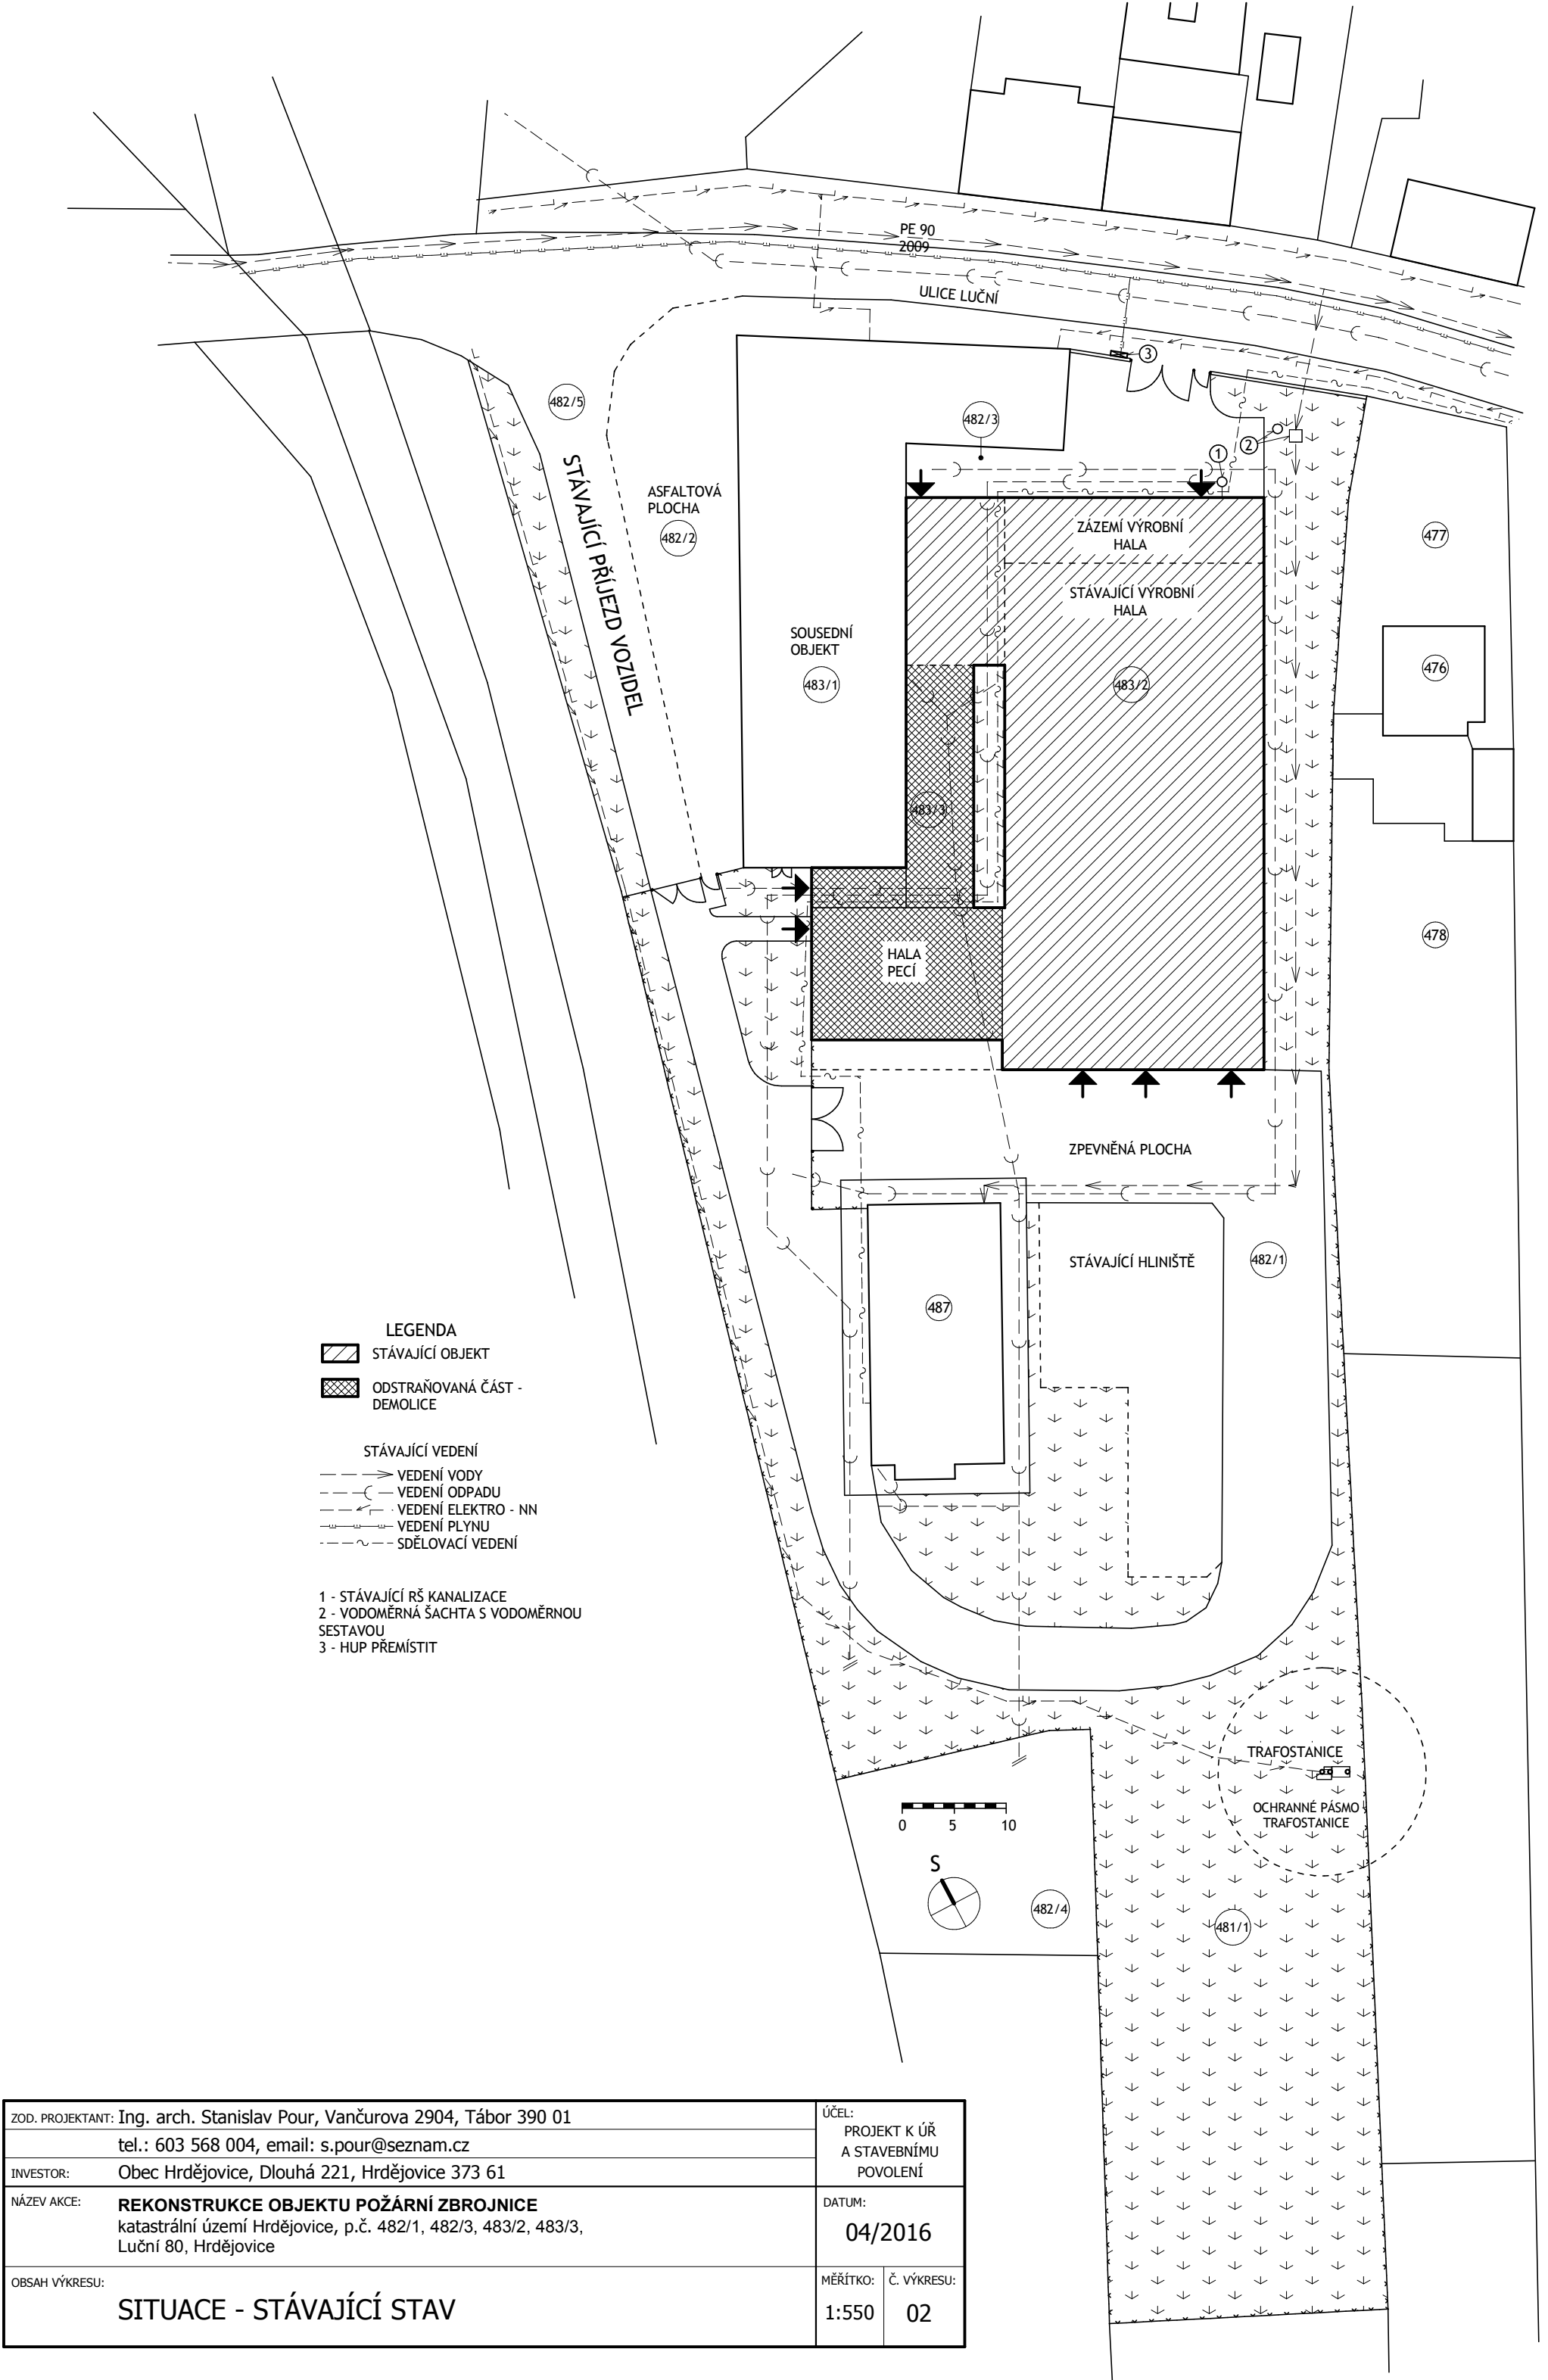 PE 90
2009
ULICE LUČNÍ
3
482/5
482/3
2
1
STÁVAJÍCÍ PŘÍJEZD VOZIDEL
ASFALTOVÁ
PLOCHA
482/2
ZÁZEMÍ VÝROBNÍ
HALA
477
STÁVAJÍCÍ VÝROBNÍ
HALA
SOUSEDNÍ
OBJEKT
483/1
483/2
476
483/3
478
HALA
PECÍ
ZPEVNĚNÁ PLOCHA
STÁVAJÍCÍ HLINIŠTĚ
482/1
487
LEGENDA
STÁVAJÍCÍ OBJEKT
ODSTRAŇOVANÁ ČÁST -
DEMOLICE
STÁVAJÍCÍ VEDENÍ
VEDENÍ VODY
VEDENÍ ODPADU
VEDENÍ ELEKTRO - NN
VEDENÍ PLYNU
SDĚLOVACÍ VEDENÍ
1 - STÁVAJÍCÍ RŠ KANALIZACE
2 - VODOMĚRNÁ ŠACHTA S VODOMĚRNOU
SESTAVOU
3 - HUP PŘEMÍSTIT
TRAFOSTANICE
OCHRANNÉ PÁSMO
TRAFOSTANICE
0 5 10
S
482/4
481/1
ZOD. PROJEKTANT: Ing. arch. Stanislav Pour, Vančurova 2904, Tábor 390 01
tel.: 603 568 004, email: s.pour@seznam.cz
INVESTOR: Obec Hrdějovice, Dlouhá 221, Hrdějovice 373 61
ÚČEL:
PROJEKT K ÚŘ
A STAVEBNÍMU
POVOLENÍ
NÁZEV AKCE: REKONSTRUKCE OBJEKTU POŽÁRNÍ ZBROJNICE
katastrální území Hrdějovice, p.č. 482/1, 482/3, 483/2, 483/3,
Luční 80, Hrdějovice
DATUM:
04/2016
OBSAH VÝKRESU:
SITUACE - STÁVAJÍCÍ STAV
MĚŘÍTKO:
1:550
Č. VÝKRESU:
02